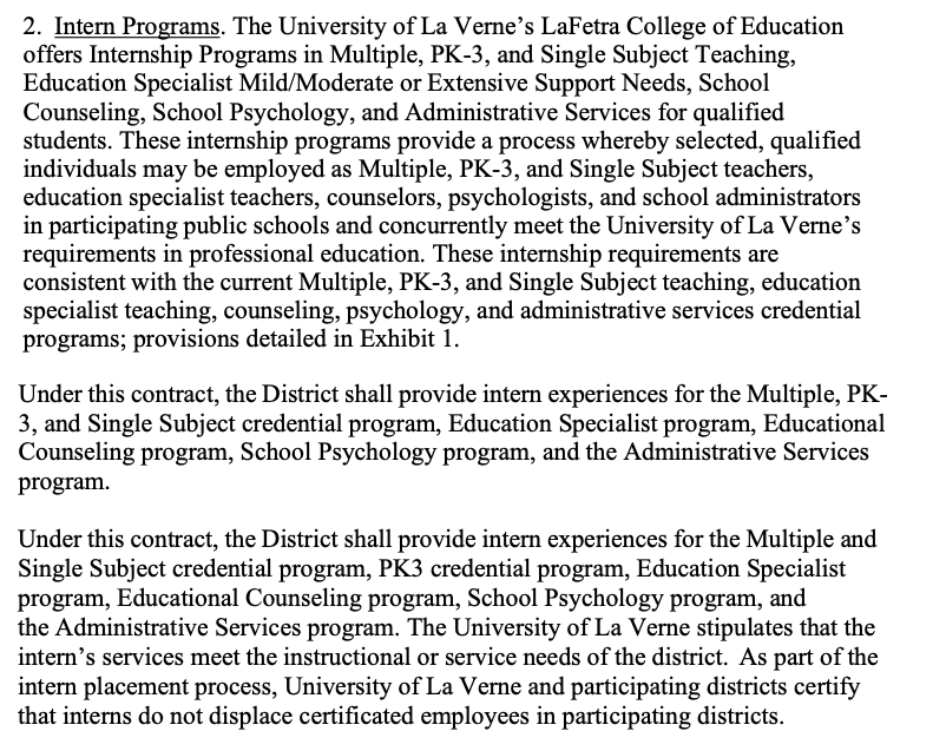 2. Intern Programs. The University of La Verne’s LaFetra College of Education
offers Internship Programs in Multiple, PK-3, and Single Subject Teaching,
Education Specialist Mild/Moderate or Extensive Support Needs, School
Counseling, School Psychology, and Administrative Services for qualified
students. These internship programs provide a process whereby selected, qualified
individuals may be employed as Multiple, PK-3, and Single Subject teachers,
education specialist teachers, counselors, psychologists, and school administrators
in participating public schools and concurrently meet the University of La Verne’s
requirements in professional education. These internship requirements are
consistent with the current Multiple, PK-3, and Single Subject teaching, education
specialist teaching, counseling, psychology, and administrative services credential
programs; provisions detailed in Exhibit 1.
Under this contract, the District shall provide intern experiences for the Multiple, PK-
3, and Single Subject credential program, Education Specialist program, Educational
Counseling program, School Psychology program, and the Administrative Services
program.
Under this contract, the District shall provide intern experiences for the Multiple and
Single Subject credential program, PK3 credential program, Education Specialist
program, Educational Counseling program, School Psychology program, and
the Administrative Services program. The University of La Verne stipulates that the
intern’s services meet the instructional or service needs of the district.  As part of the
intern placement process, University of La Verne and participating districts certify
that interns do not displace certificated employees in participating districts.